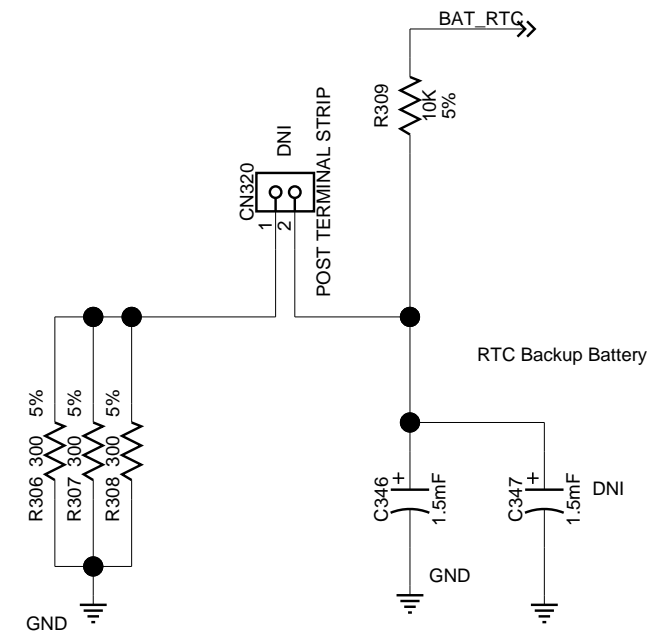 BAT_RTC
R309
10K
5%
DNI
CN320
1
2
POST TERMINAL STRIP
RTC Backup Battery
R306 300 5%
R307 300 5%
R308 300 5%
C346
+
1.5mF
C347
+
1.5mF
DNI
GND
GND